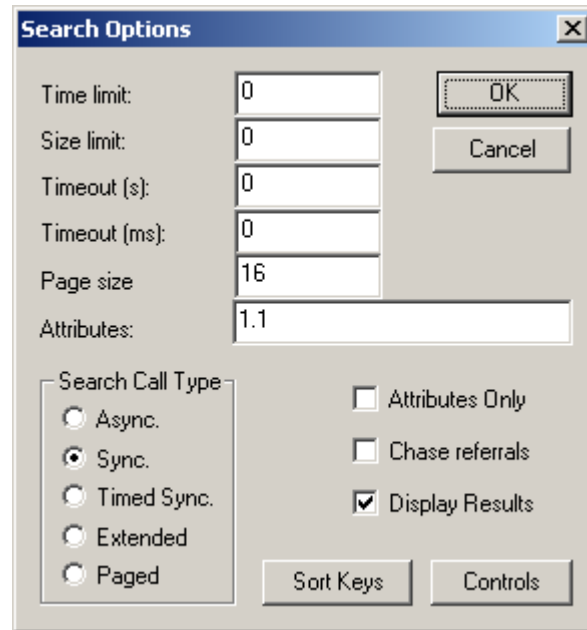 Search Options
Time limit: 0
OK
Size limit: 0
Cancel
Timeout (s): 0
Timeout (ms): 0
Page size 16
Attributes: 1.1
Search Call Type
Async.
Attributes Only
Sync.
Chase referrals
Timed Sync.
Display Results
Extended
Paged
Sort Keys
Controls